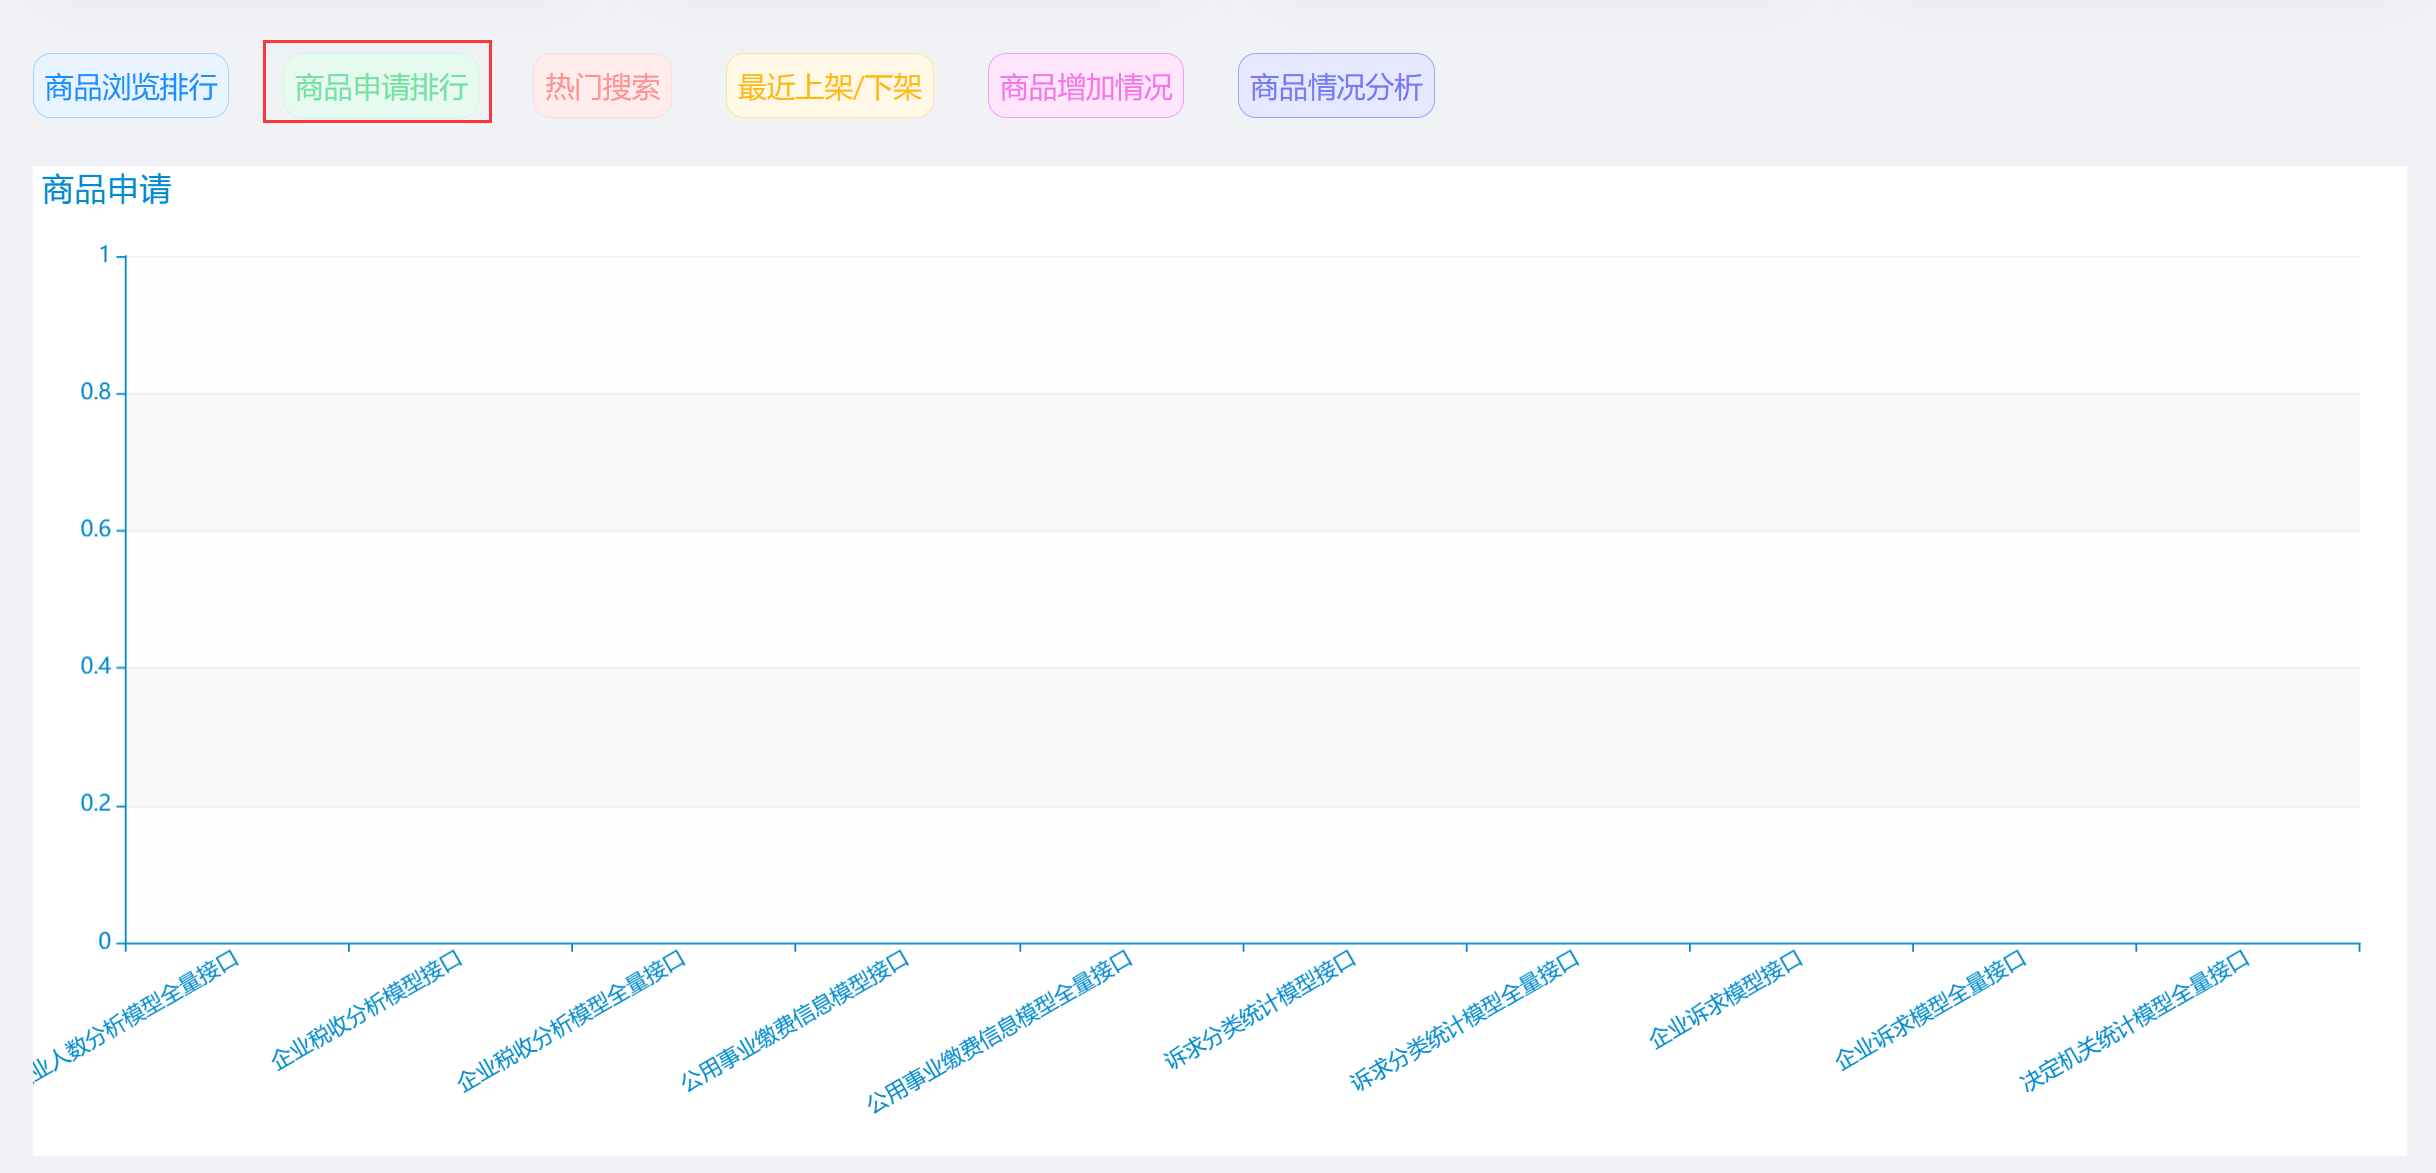 商品浏览排行 商品申请排行 热门搜索 最近上架/下架 商品增加情况 商品情况分析
商品申请
1
0.8
0.6
0.4
0.2
0
业人数分析模型全量接口
企业税收分析模型接口
企业税收分析模型全量接口
公用事业缴费信息模型接口
公用事业缴费信息模型全量接口
诉求分类统计模型接口
诉求分类统计模型全量接口
企业诉求模型接口
企业诉求模型全量接口
决定机关统计模型全量接口